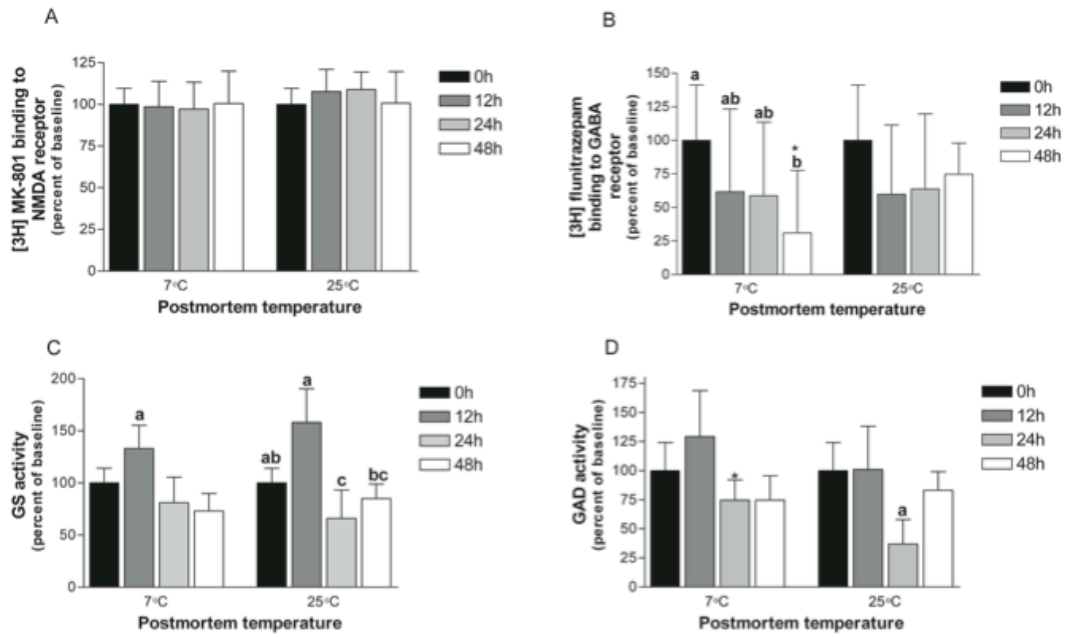 A
[3H] MK-801 binding to
NMDA receptor
(percent of baseline)
125
100
75
50
25
0
7°C
25°C
Postmortem temperature
0h
12h
24h
48h
B
[3H] flunitrazepam
binding to GABA
receptor
(percent of baseline)
150
125
100
75
50
25
0
a
ab
ab
*
b
7°C
25°C
Postmortem temperature
0h
12h
24h
48h
C
GS activity
(percent of baseline)
200
150
100
50
0
a
ab
a
c
bc
7°C
25°C
Postmortem temperature
0h
12h
24h
48h
D
GAD activity
(percent of baseline)
175
150
125
100
75
50
25
0
*
a
7°C
25°C
Postmortem temperature
0h
12h
24h
48h